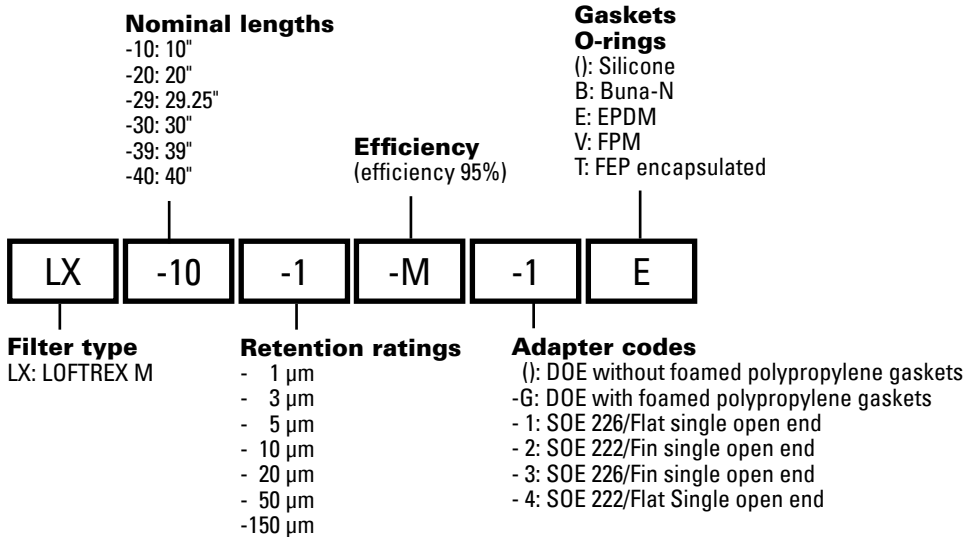 Nominal lengths
-10: 10"
-20: 20"
-29: 29.25"
-30: 30"
-39: 39"
-40: 40"
Efficiency
(efficiency 95%)
Gaskets
O-rings
(): Silicone
B: Buna-N
E: EPDM
V: FPM
T: FEP encapsulated
LX -10 -1 -M -1 E
Filter type
LX: LOFTREX M
Retention ratings
- 1 µm
- 3 µm
- 5 µm
- 10 µm
- 20 µm
- 50 µm
-150 µm
Adapter codes
(): DOE without foamed polypropylene gaskets
-G: DOE with foamed polypropylene gaskets
- 1: SOE 226/Flat single open end
- 2: SOE 222/Fin single open end
- 3: SOE 226/Fin single open end
- 4: SOE 222/Flat Single open end